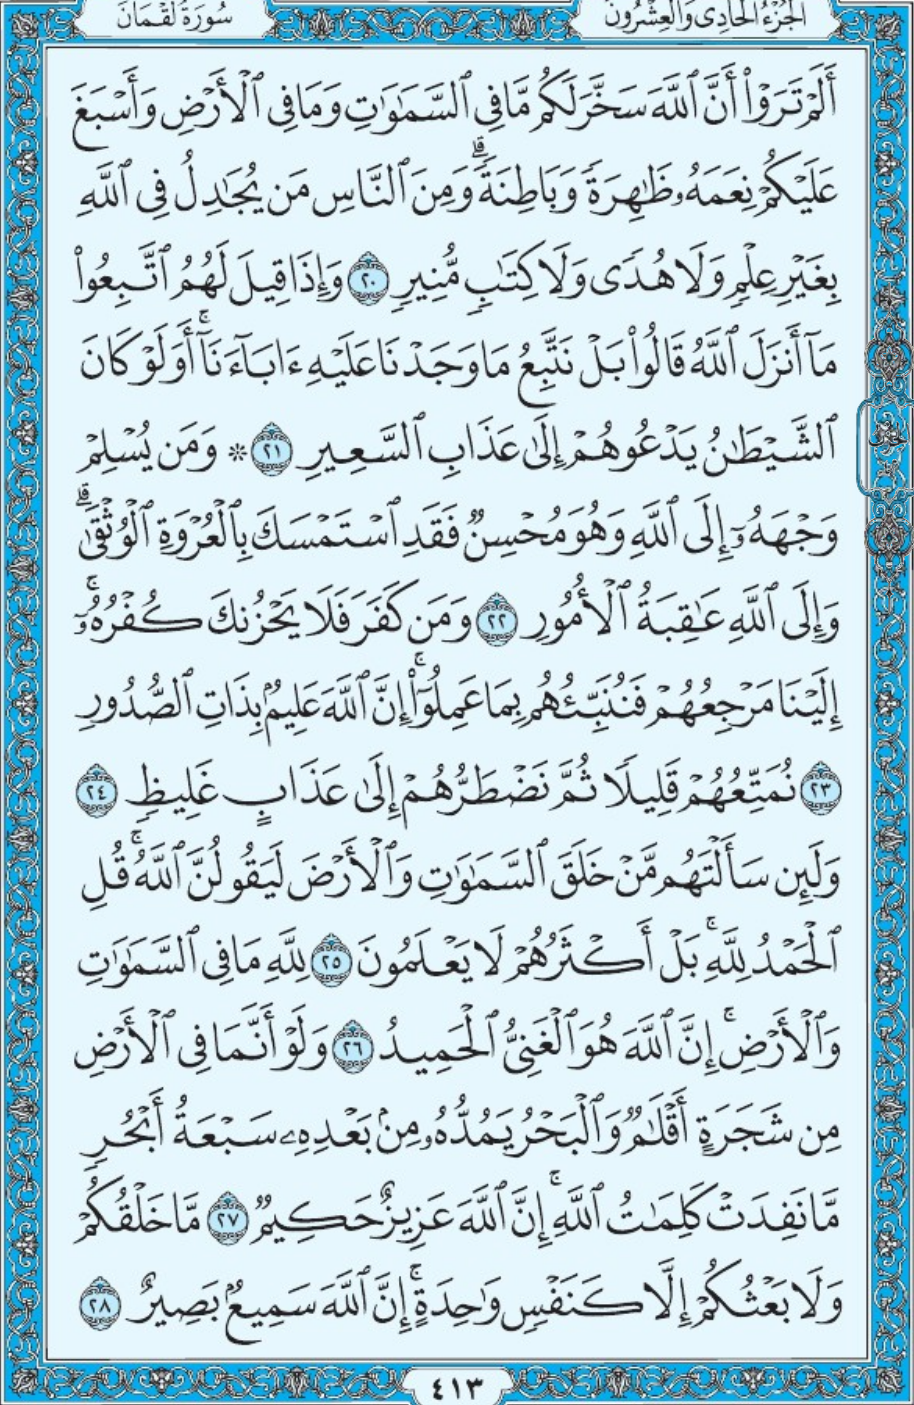 سُورَةُ لُقْمَانَ
الجُزْءُ الحَادِى وَالعِشْرُونَ
أَلَمْ تَرَوْا۟ أَنَّ ٱللَّهَ سَخَّرَ لَكُم مَّا فِى ٱلسَّمَٰوَٰتِ وَمَا فِى ٱلْأَرْضِ وَأَسْبَغَ
عَلَيْكُمْ نِعَمَهُۥ ظَٰهِرَةً وَبَاطِنَةً ۗ وَمِنَ ٱلنَّاسِ مَن يُجَٰدِلُ فِى ٱللَّهِ
بِغَيْرِ عِلْمٍ وَلَا هُدًى وَلَا كِتَٰبٍ مُّنِيرٍ ٢٠ وَإِذَا قِيلَ لَهُمُ ٱتَّبِعُوا۟
مَآ أَنزَلَ ٱللَّهُ قَالُوا۟ بَلْ نَتَّبِعُ مَا وَجَدْنَا عَلَيْهِ ءَابَآءَنَآ ۚ أَوَلَوْ كَانَ
ٱلشَّيْطَٰنُ يَدْعُوهُمْ إِلَىٰ عَذَابِ ٱلسَّعِيرِ ٢١ * وَمَن يُسْلِمْ
وَجْهَهُۥٓ إِلَى ٱللَّهِ وَهُوَ مُحْسِنٌ فَقَدِ ٱسْتَمْسَكَ بِٱلْعُرْوَةِ ٱلْوُثْقَىٰ ۗ
وَإِلَى ٱللَّهِ عَٰقِبَةُ ٱلْأُمُورِ ٢٢ وَمَن كَفَرَ فَلَا يَحْزُنكَ كُفْرُهُۥٓ ۚ
إِلَيْنَا مَرْجِعُهُمْ فَنُنَبِّئُهُم بِمَا عَمِلُوٓا۟ ۚ إِنَّ ٱللَّهَ عَلِيمٌۢ بِذَاتِ ٱلصُّدُورِ
٢٣ نُمَتِّعُهُمْ قَلِيلًا ثُمَّ نَضْطَرُّهُمْ إِلَىٰ عَذَابٍ غَلِيظٍ ٢٤
وَلَئِن سَأَلْتَهُم مَّنْ خَلَقَ ٱلسَّمَٰوَٰتِ وَٱلْأَرْضَ لَيَقُولُنَّ ٱللَّهُ ۚ قُلِ
ٱلْحَمْدُ لِلَّهِ ۚ بَلْ أَكْثَرُهُمْ لَا يَعْلَمُونَ ٢٥ لِلَّهِ مَا فِى ٱلسَّمَٰوَٰتِ
وَٱلْأَرْضِ ۚ إِنَّ ٱللَّهَ هُوَ ٱلْغَنِىُّ ٱلْحَمِيدُ ٢٦ وَلَوْ أَنَّمَا فِى ٱلْأَرْضِ
مِن شَجَرَةٍ أَقْلَٰمٌ وَٱلْبَحْرُ يَمُدُّهُۥ مِنۢ بَعْدِهِۦ سَبْعَةُ أَبْحُرٍ
مَّا نَفِدَتْ كَلِمَٰتُ ٱللَّهِ ۗ إِنَّ ٱللَّهَ عَزِيزٌ حَكِيمٌ ٢٧ مَّا خَلْقُكُمْ
وَلَا بَعْثُكُمْ إِلَّا كَنَفْسٍ وَٰحِدَةٍ ۗ إِنَّ ٱللَّهَ سَمِيعٌۢ بَصِيرٌ ٢٨
٤١٣